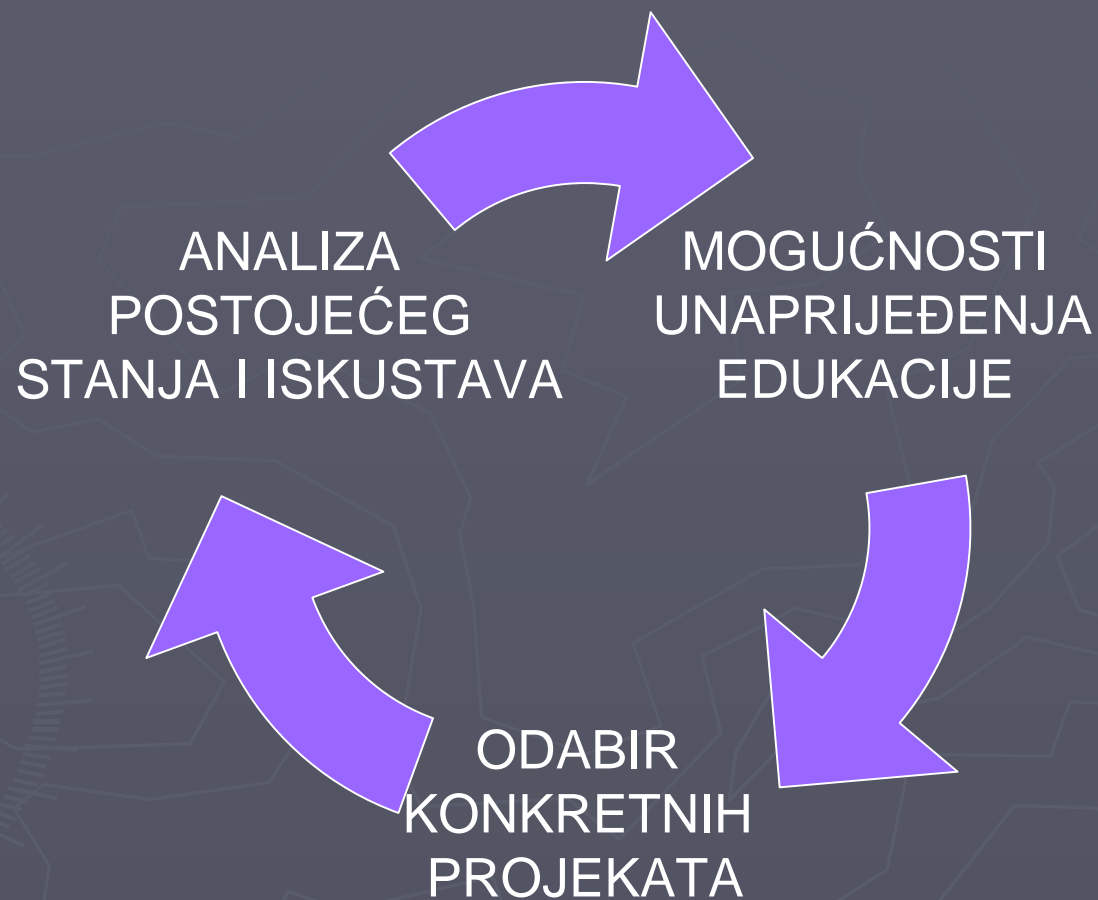 ANALIZA
POSTOJEĆEG
STANJA I ISKUSTAVA
MOGUĆNOSTI
UNAPRIJEĐENJA
EDUKACIJE
ODABIR
KONKRETNIH
PROJEKATA